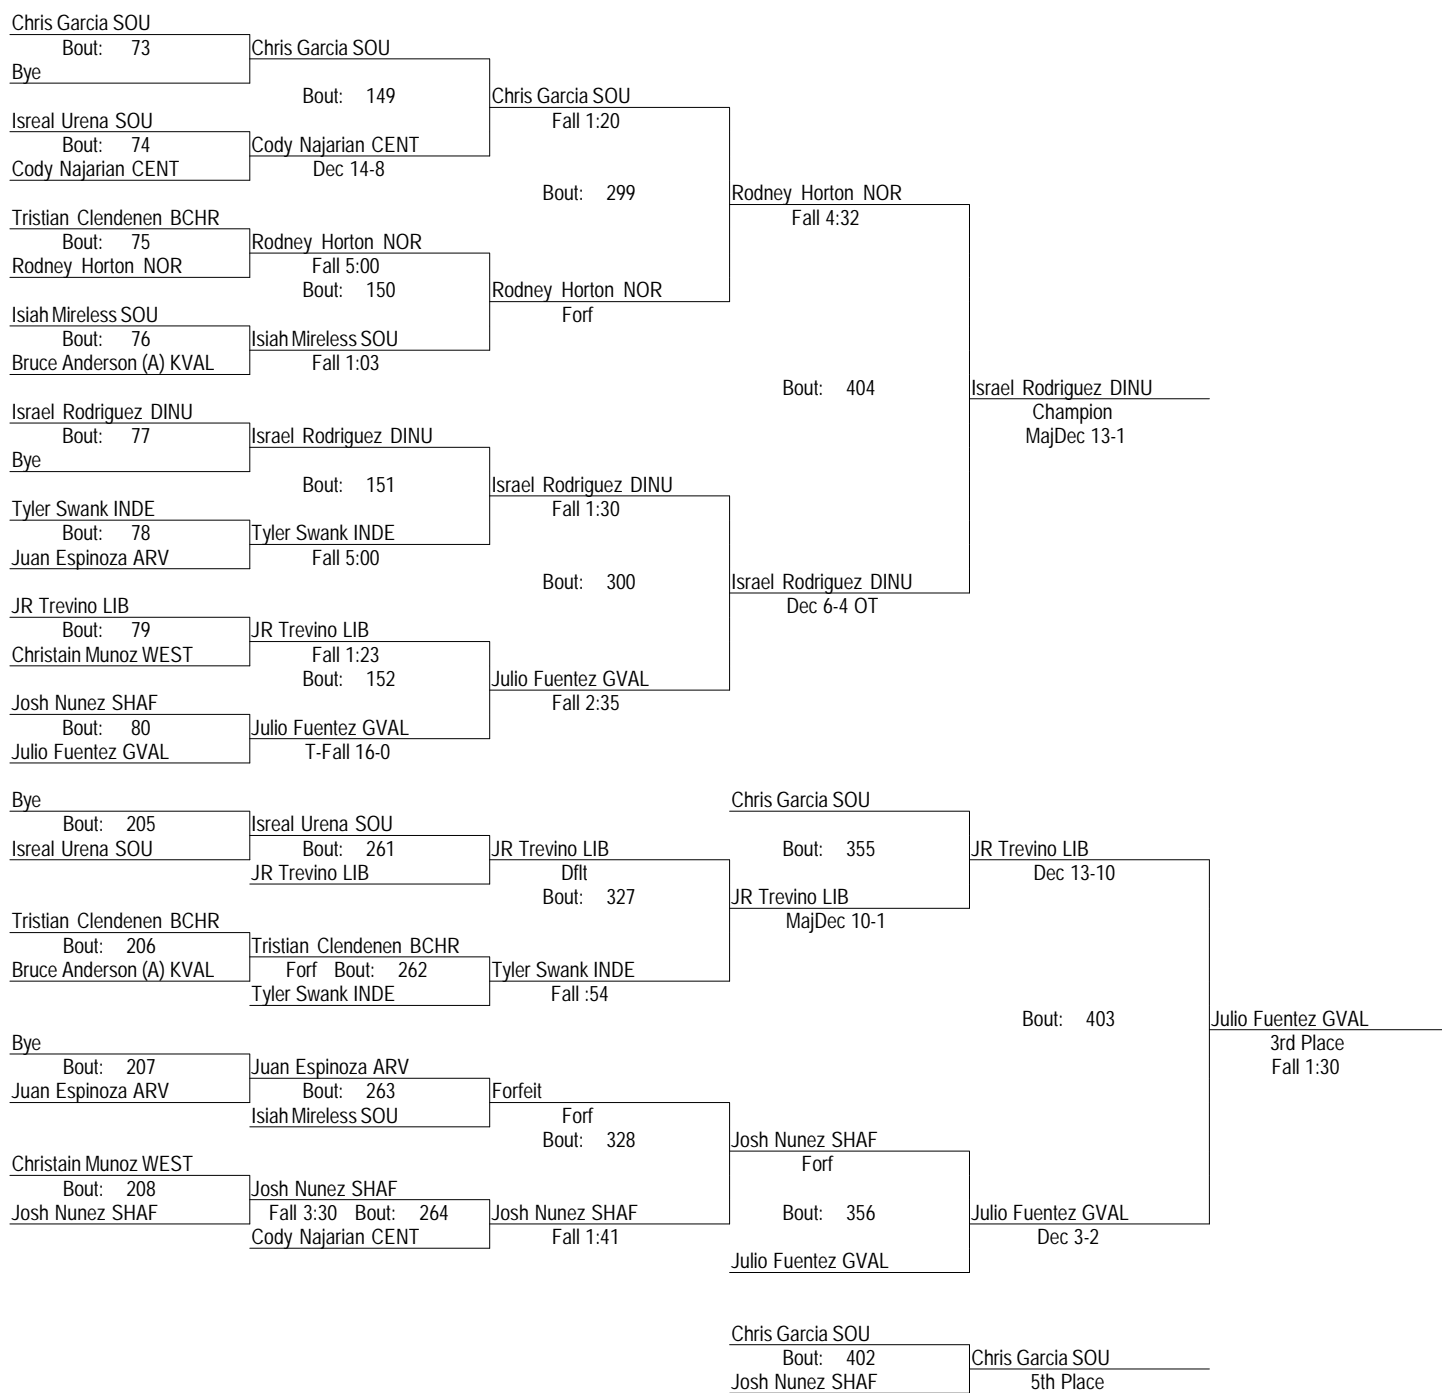 Chris Garcia SOU
Bout: 73
Chris Garcia SOU
Bye
Bout: 149
Chris Garcia SOU
Isreal Urena SOU
Fall 1:20
Bout: 74
Cody Najarian CENT
Cody Najarian CENT
Dec 14-8
Bout: 299
Rodney Horton NOR
Tristian Clendenen BCHR
Fall 4:32
Bout: 75
Rodney Horton NOR
Rodney Horton NOR
Fall 5:00
Bout: 150
Rodney Horton NOR
Isiah Mireless SOU
Forf
Bout: 76
Isiah Mireless SOU
Bruce Anderson (A) KVAL
Fall 1:03
Bout: 404
Israel Rodriguez DINU
Israel Rodriguez DINU
Champion
Bout: 77
Israel Rodriguez DINU
MajDec 13-1
Bye
Bout: 151
Israel Rodriguez DINU
Tyler Swank INDE
Fall 1:30
Bout: 78
Tyler Swank INDE
Juan Espinoza ARV
Fall 5:00
Bout: 300
Israel Rodriguez DINU
JR Trevino LIB
Dec 6-4 OT
Bout: 79
JR Trevino LIB
Christain Munoz WEST
Fall 1:23
Bout: 152
Julio Fuentez GVAL
Josh Nunez SHAF
Fall 2:35
Bout: 80
Julio Fuentez GVAL
Julio Fuentez GVAL
T-Fall 16-0
Bye
Chris Garcia SOU
Bout: 205
Isreal Urena SOU
Isreal Urena SOU
Bout: 261
JR Trevino LIB
Bout: 355
JR Trevino LIB
JR Trevino LIB
Dflt
Dec 13-10
Bout: 327
JR Trevino LIB
Tristian Clendenen BCHR
MajDec 10-1
Bout: 206
Tristian Clendenen BCHR
Bruce Anderson (A) KVAL
Forf Bout: 262
Tyler Swank INDE
Tyler Swank INDE
Fall :54
Bout: 403
Julio Fuentez GVAL
Bye
3rd Place
Bout: 207
Juan Espinoza ARV
Fall 1:30
Juan Espinoza ARV
Bout: 263
Forfeit
Isiah Mireless SOU
Forf
Bout: 328
Josh Nunez SHAF
Christain Munoz WEST
Forf
Bout: 208
Josh Nunez SHAF
Josh Nunez SHAF
Fall 3:30 Bout: 264
Josh Nunez SHAF
Bout: 356
Julio Fuentez GVAL
Cody Najarian CENT
Fall 1:41
Dec 3-2
Julio Fuentez GVAL
Chris Garcia SOU
Bout: 402
Chris Garcia SOU
Josh Nunez SHAF
5th Place